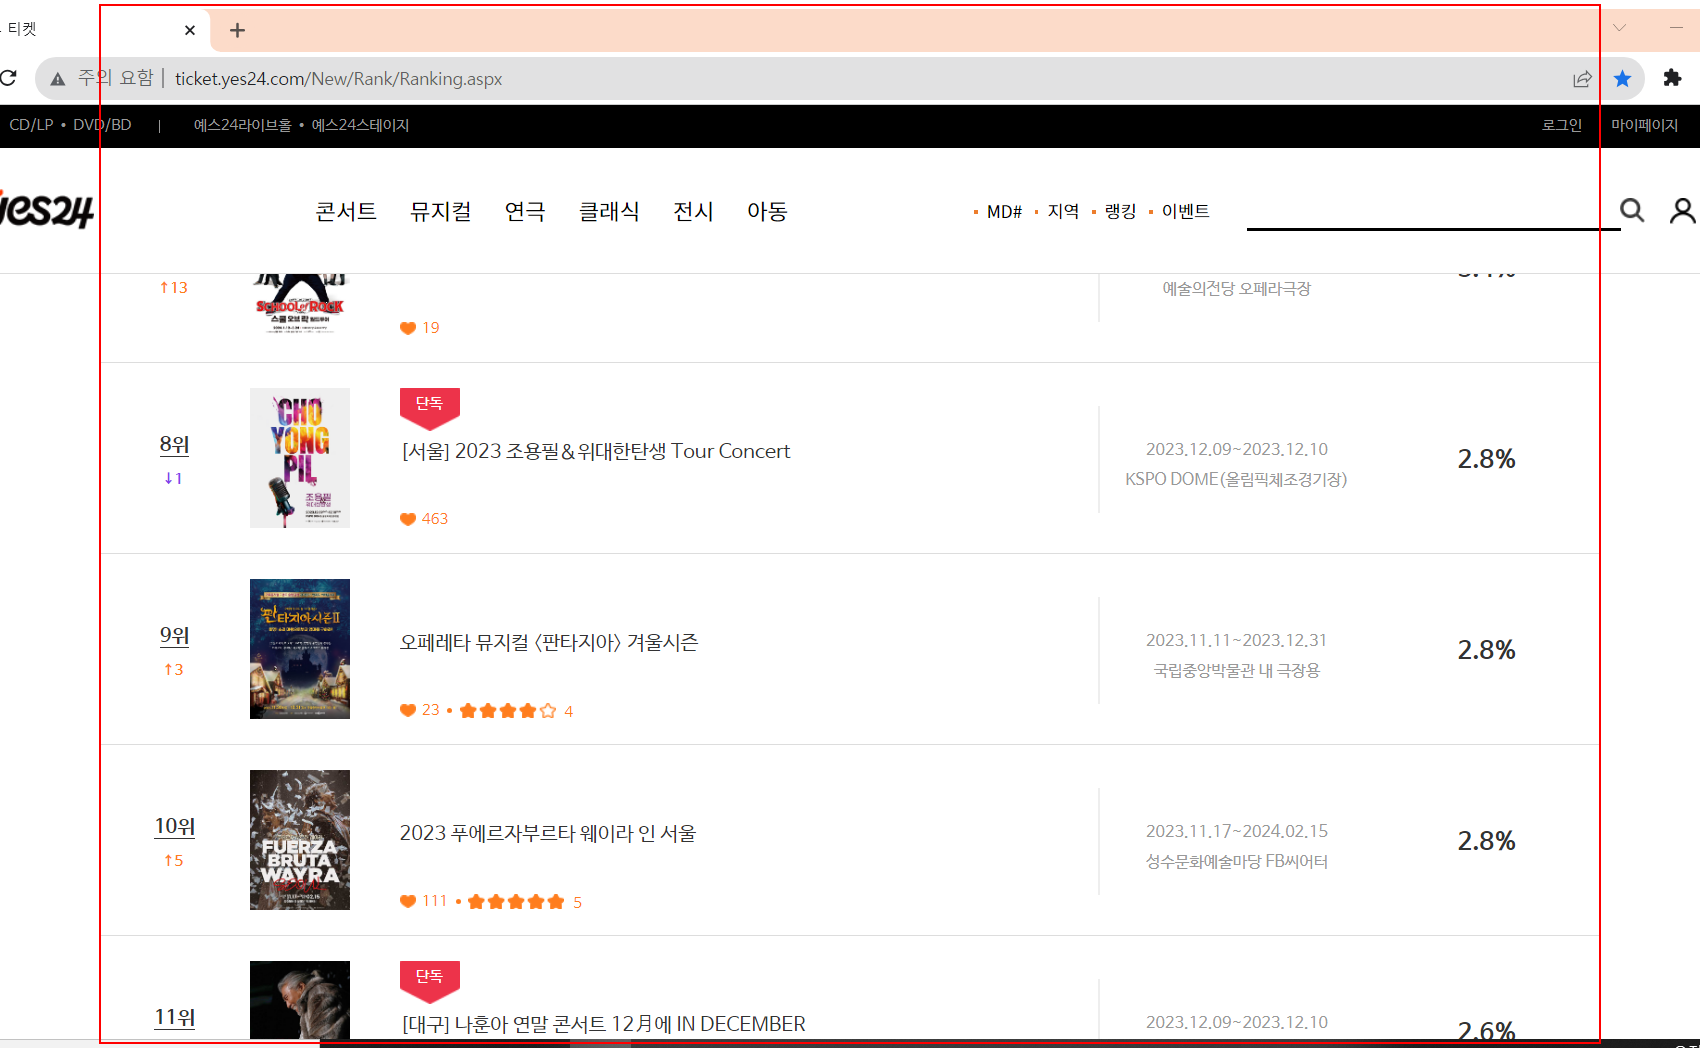 티켓
주의 요함 | ticket.yes24.com/New/Rank/Ranking.aspx
CD/LP • DVD/BD | 예스24라이브홀 • 예스24스테이지 로그인 마이페이지
yes24 콘서트 뮤지컬 연극 클래식 전시 아동 MD# 지역 랭킹 이벤트
↑13 SCHOOL of ROCK 예술의전당 오페라극장
스쿨 오브 락
19
단독
8위 CHO YONG PIL [서울] 2023 조용필&위대한탄생 Tour Concert 2023.12.09~2023.12.10 2.8%
↓1 조용필 KSPO DOME(올림픽체조경기장)
463
9위 판타지아시즌II 오페레타 뮤지컬 <판타지아> 겨울시즌 2023.11.11~2023.12.31 2.8%
↑3 국립중앙박물관 내 극장용
23 • 4
10위 FUERZA BRUTA WAYRA 2023 푸에르자부르타 웨이라 인 서울 2023.11.17~2024.02.15 2.8%
↑5 성수문화예술마당 FB씨어터
111 • 5
단독
11위 [대구] 나훈아 연말 콘서트 12月에 IN DECEMBER 2023.12.09~2023.12.10 2.6%